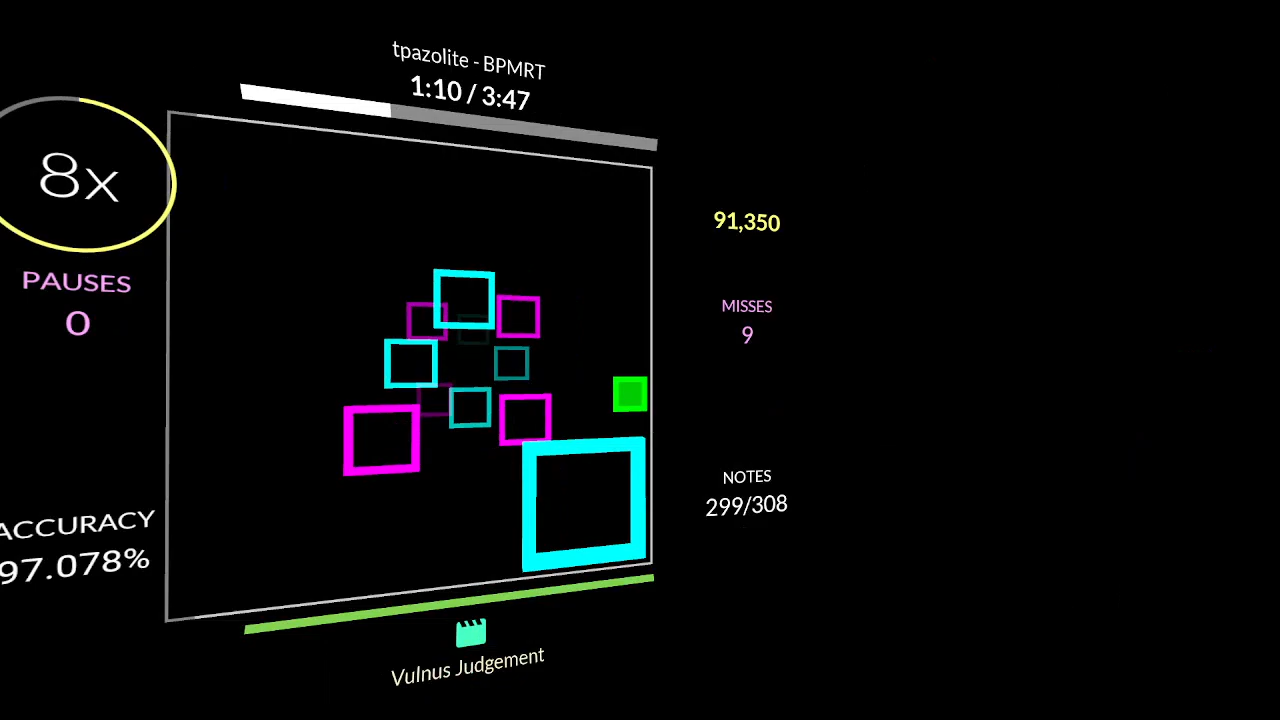 tpazolite - BPMRT
1:10 / 3:47
8x
PAUSES
0
ACCURACY
97.078%
91,350
MISSES
9
NOTES
299/308
Vulnus Judgement